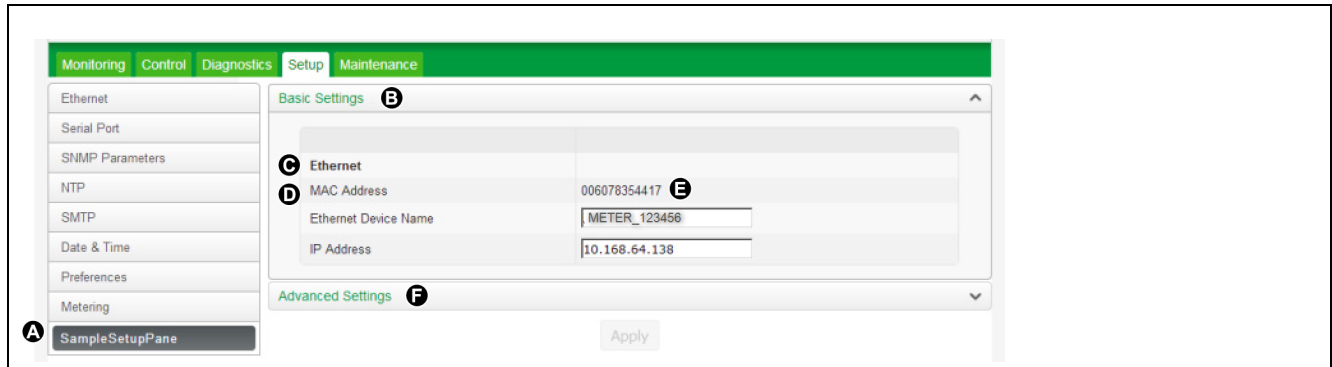 Monitoring Control Diagnostics Setup Maintenance
Ethernet
Serial Port
SNMP Parameters
NTP
SMTP
Date & Time
Preferences
Metering
A SampleSetupPane
Basic Settings B
C Ethernet
D MAC Address 006078354417 E
Ethernet Device Name METER_123456
IP Address 10.168.64.138
Advanced Settings F
Apply